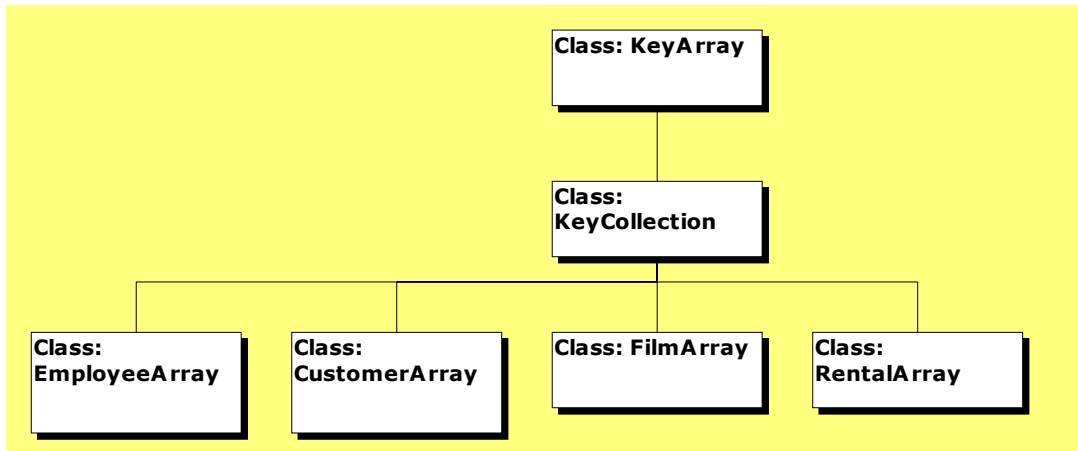 Class: KeyArray
Class:
KeyCollection
Class:
EmployeeArray
Class:
CustomerArray
Class: FilmArray
Class:
RentalArray